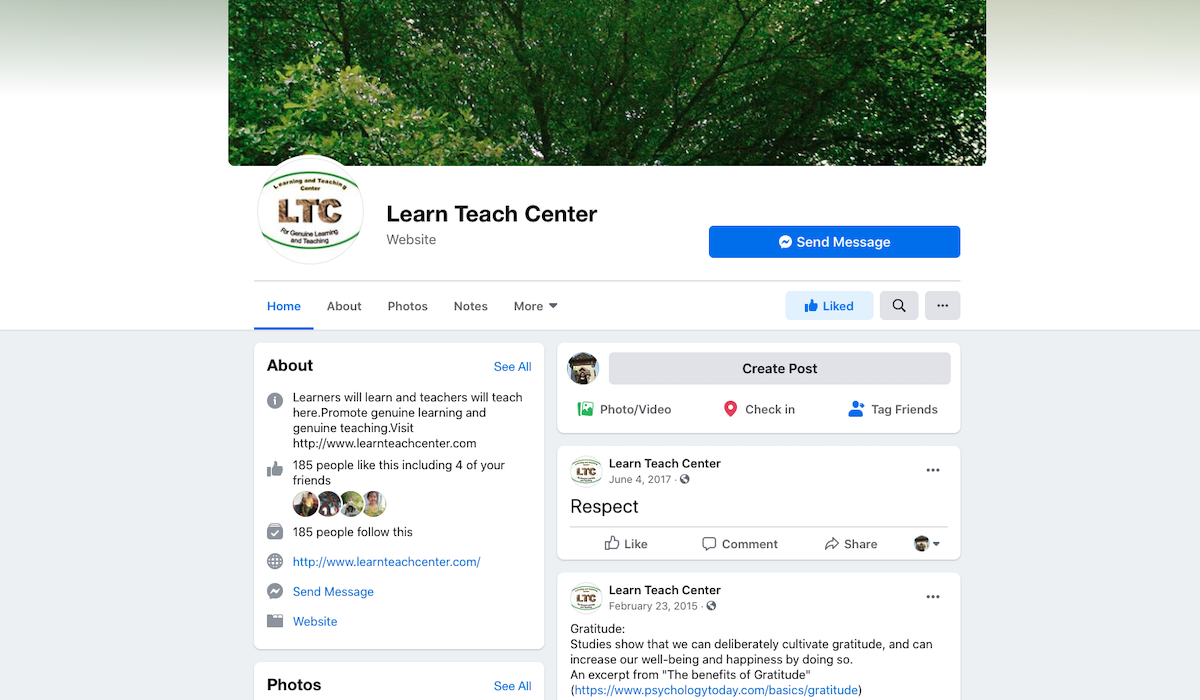 Learning and Teaching
Center
LTC
For Genuine Learning
and Teaching
Learn Teach Center
Website
Send Message
Home
About
Photos
Notes
More
Liked
About
See All
Learners will learn and teachers will teach
here.Promote genuine learning and
genuine teaching.Visit
http://www.learnteachcenter.com
185 people like this including 4 of your
friends
185 people follow this
http://www.learnteachcenter.com/
Send Message
Website
Photos
See All
Create Post
Photo/Video
Check in
Tag Friends
LTC
Learn Teach Center
June 4, 2017 ·
Respect
Like
Comment
Share
LTC
Learn Teach Center
February 23, 2015 ·
Gratitude:
Studies show that we can deliberately cultivate gratitude, and can
increase our well-being and happiness by doing so.
An excerpt from "The benefits of Gratitude"
(https://www.psychologytoday.com/basics/gratitude)